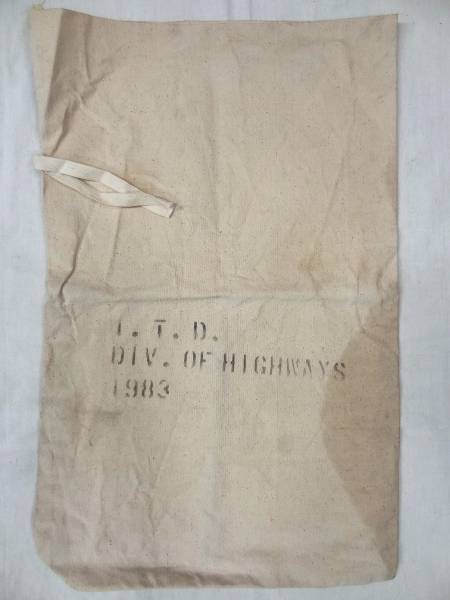 I. T. D.
DIV. OF HIGHWAYS
1983